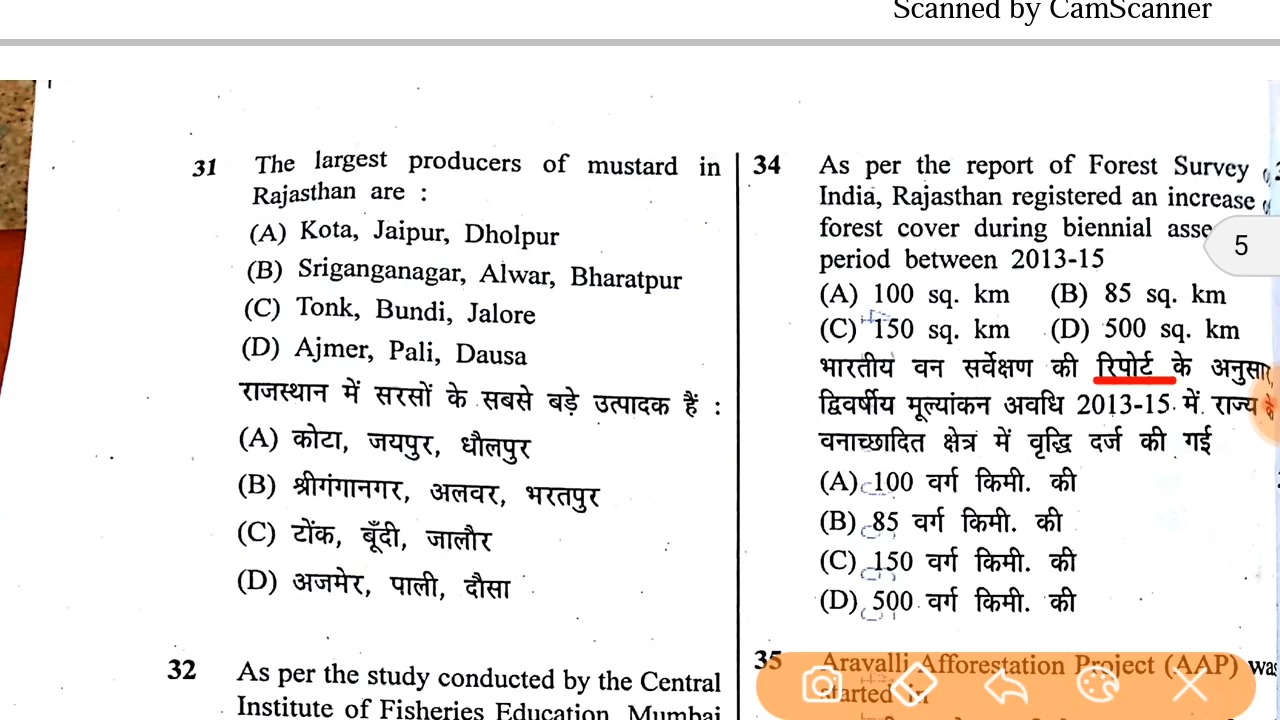 Scanned by CamScanner
31 The largest producers of mustard in
Rajasthan are :
(A) Kota, Jaipur, Dholpur
(B) Sriganganagar, Alwar, Bharatpur
(C) Tonk, Bundi, Jalore
(D) Ajmer, Pali, Dausa
राजस्थान में सरसों के सबसे बड़े उत्पादक हैं :
(A) कोटा, जयपुर, धौलपुर
(B) श्रीगंगानगर, अलवर, भरतपुर
(C) टोंक, बूँदी, जालौर
(D) अजमेर, पाली, दौसा
32 As per the study conducted by the Central
Institute of Fisheries Education, Mumbai
34 As per the report of Forest Survey
India, Rajasthan registered an increase
forest cover during biennial
period between 2013-15
(A) 100 sq. km (B) 85 sq. km
(C) 150 sq. km (D) 500 sq. km
भारतीय वन सर्वेक्षण की रिपोर्ट के अनुसार,
द्विवर्षीय मूल्यांकन अवधि 2013-15 में राज्य के
वनाच्छादित क्षेत्र में वृद्धि दर्ज की गई
(A) 100 वर्ग किमी. की
(B) 85 वर्ग किमी. की
(C) 150 वर्ग किमी. की
(D) 500 वर्ग किमी. की
35 Aravalli Afforestation Project (AAP) was
started in
5